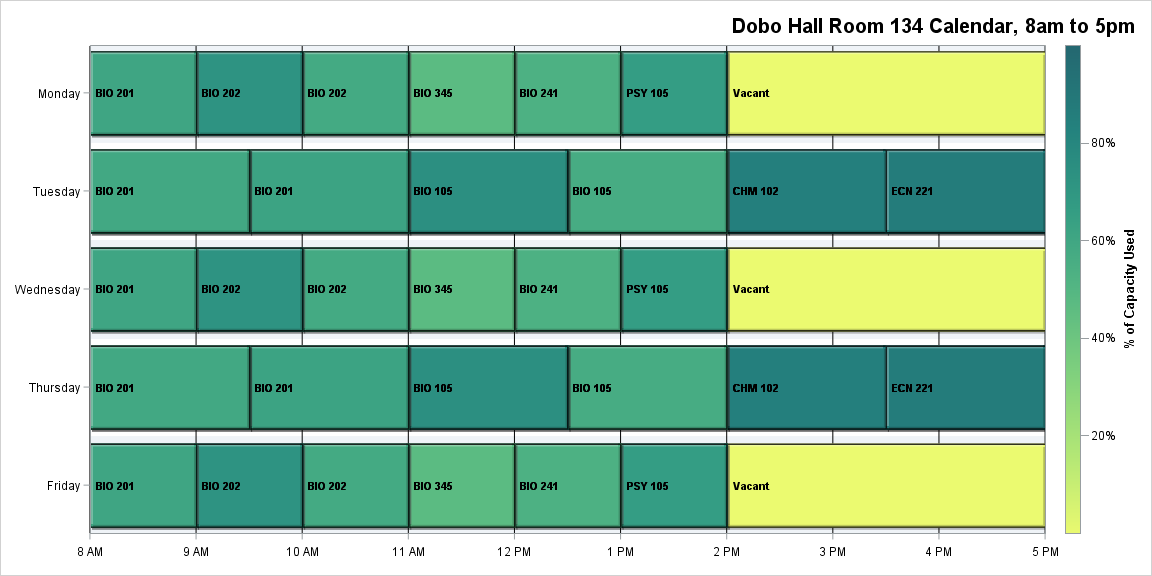 Dobo Hall Room 134 Calendar, 8am to 5pm
Monday BIO 201 BIO 202 BIO 202 BIO 345 BIO 241 PSY 105 Vacant
80%
Tuesday BIO 201 BIO 201 BIO 105 BIO 105 CHM 102 ECN 221
60%
Wednesday BIO 201 BIO 202 BIO 202 BIO 345 BIO 241 PSY 105 Vacant
% of Capacity Used
40%
Thursday BIO 201 BIO 201 BIO 105 BIO 105 CHM 102 ECN 221
20%
Friday BIO 201 BIO 202 BIO 202 BIO 345 BIO 241 PSY 105 Vacant
8 AM 9 AM 10 AM 11 AM 12 PM 1 PM 2 PM 3 PM 4 PM 5 PM